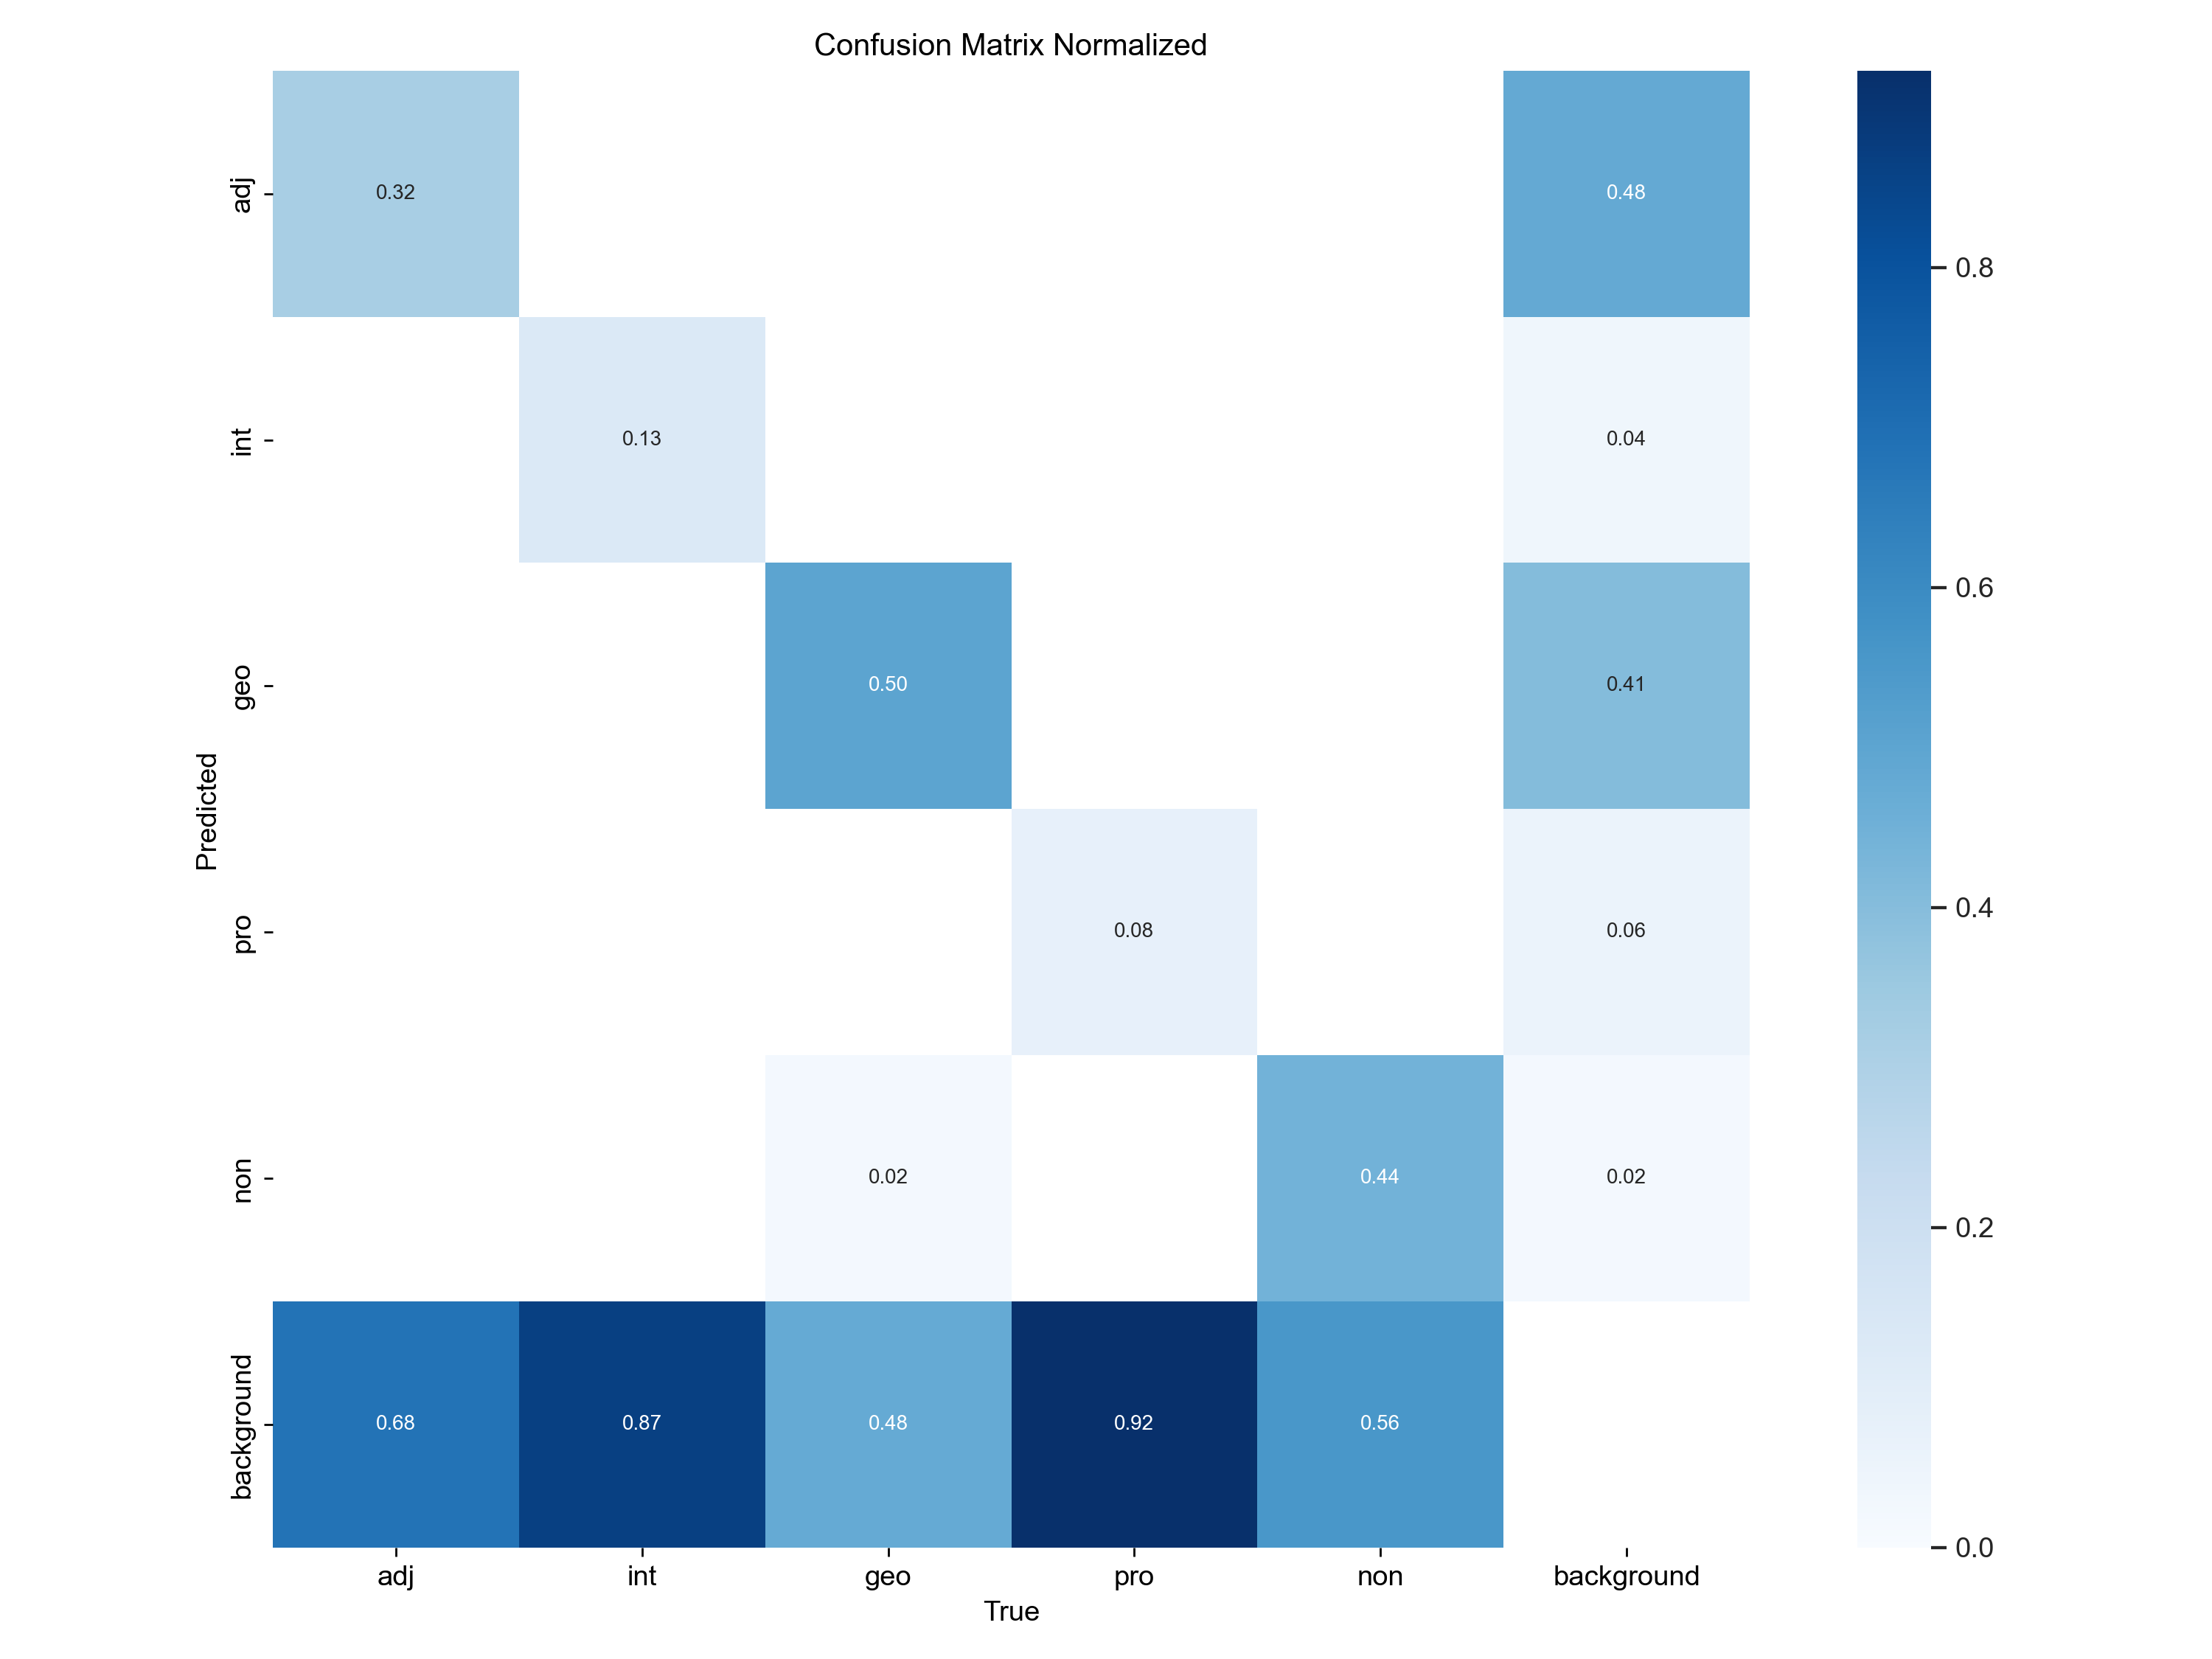 Confusion Matrix Normalized
adj
0.32
0.48
0.8
int
0.13
0.04
0.6
geo
0.50
0.41
Predicted
0.4
pro
0.08
0.06
non
0.02
0.44
0.02
0.2
background
0.68
0.87
0.48
0.92
0.56
0.0
adj int geo pro non background
True